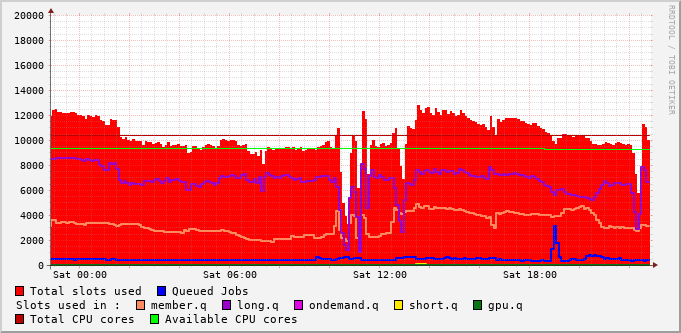 RRDTOOL / TOBI OETIKER
20000
18000
16000
14000
12000
10000
8000
6000
4000
2000
0
Sat 00:00 Sat 06:00 Sat 12:00 Sat 18:00
Total slots used Queued Jobs
Slots used in : member.q long.q ondemand.q short.q gpu.q
Total CPU cores Available CPU cores